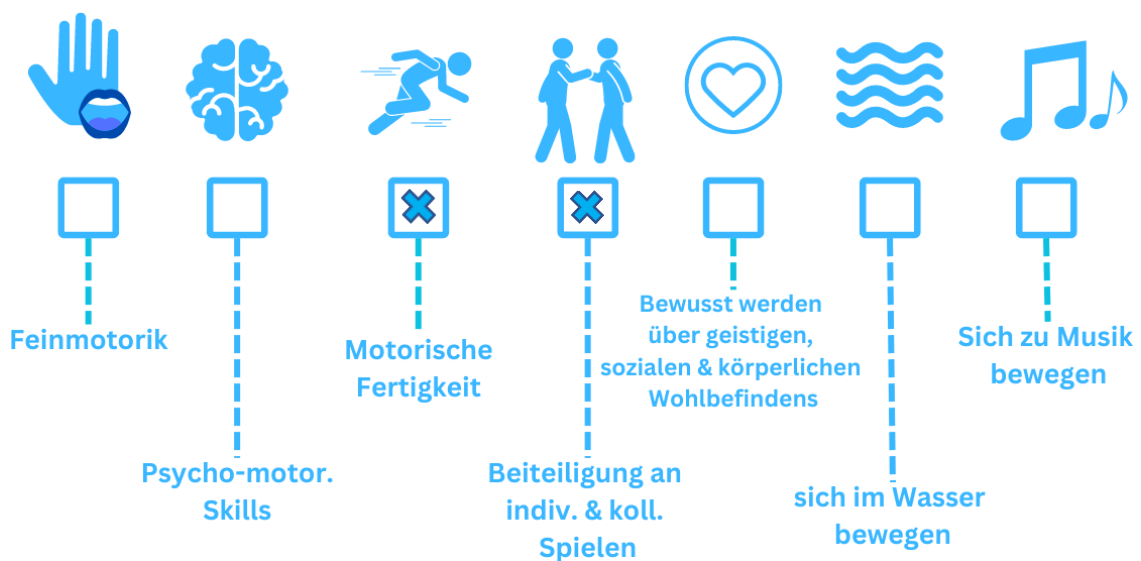 Feinmotorik
Psycho-motor.
Skills
Motorische
Fertigkeit
Beiteiligung an
indiv. & koll.
Spielen
Bewusst werden
über geistigen,
sozialen & körperlichen
Wohlbefindens
sich im Wasser
bewegen
Sich zu Musik
bewegen